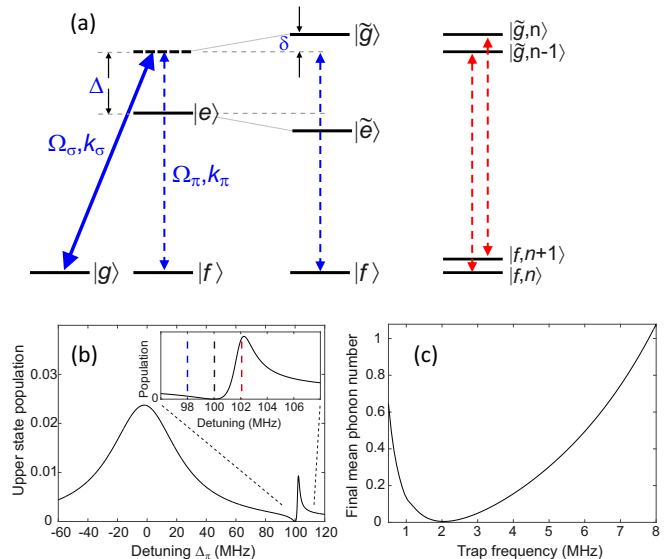 (a)
|g̃⟩
δ
|g̃,n⟩
|g̃,n-1⟩
Δ
|e⟩
|ẽ⟩
Ωσ,kσ
Ωπ,kπ
|g⟩
|f⟩
|f⟩
|f,n+1⟩
|f,n⟩
(b)
Upper state population
0.03
0.02
0.01
0
-60 -40 -20 0 20 40 60 80 100 120
Detuning Δπ (MHz)
Population
0
98 100 102 104 106
Detuning (MHz)
(c)
Final mean phonon number
1
0.8
0.6
0.4
0.2
0
1 2 3 4 5 6 7 8
Trap frequency (MHz)